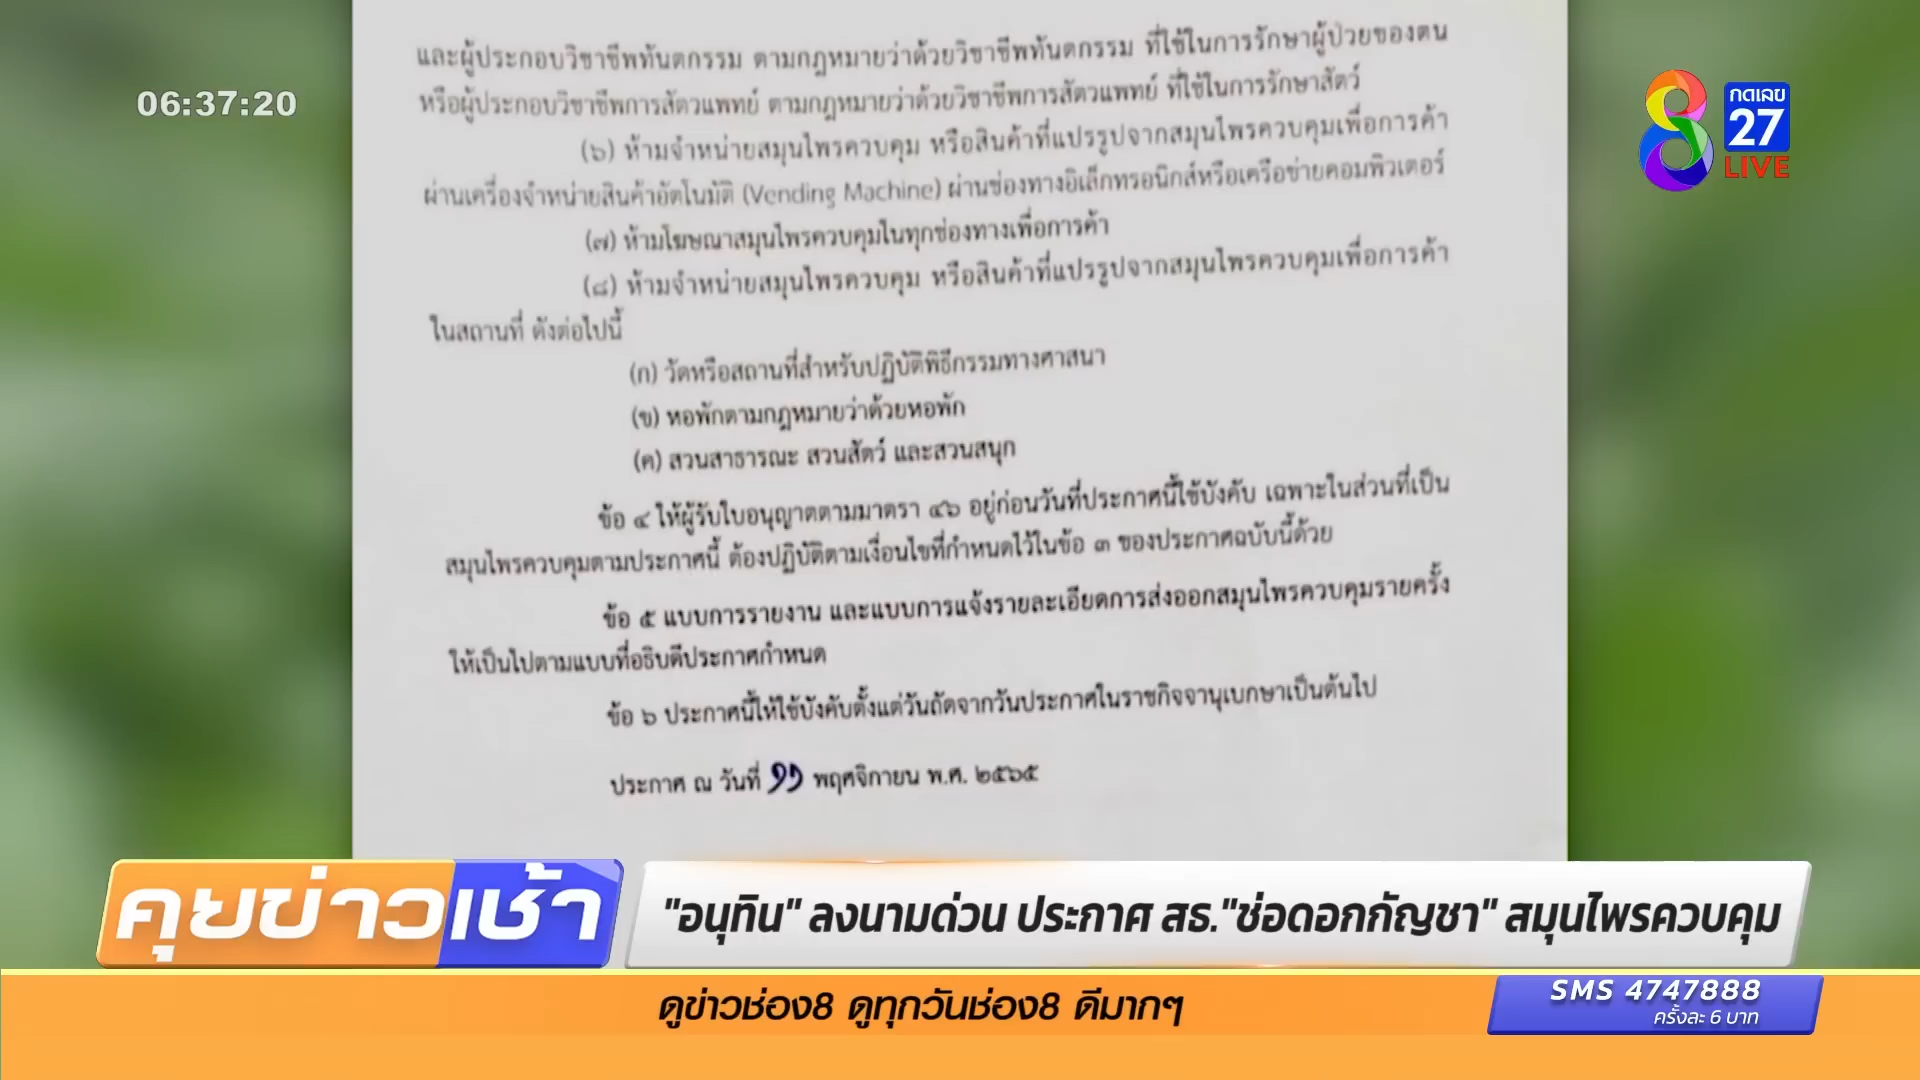 และผู้ประกอบวิชาชีพทันตกรรม ตามกฎหมายว่าด้วยวิชาชีพทันตกรรม ที่ใช้ในการรักษาผู้ป่วยของตน
หรือผู้ประกอบวิชาชีพการสัตวแพทย์ ตามกฎหมายว่าด้วยวิชาชีพการสัตวแพทย์ ที่ใช้ในการรักษาสัตว์
(๖) ห้ามจำหน่ายสมุนไพรควบคุม หรือสินค้าที่แปรรูปจากสมุนไพรควบคุมเพื่อการค้า
ผ่านเครื่องจำหน่ายสินค้าอัตโนมัติ (Vending Machine) ผ่านช่องทางอิเล็กทรอนิกส์หรือเครือข่ายคอมพิวเตอร์
(๗) ห้ามโฆษณาสมุนไพรควบคุมในทุกช่องทางเพื่อการค้า
(๘) ห้ามจำหน่ายสมุนไพรควบคุม หรือสินค้าที่แปรรูปจากสมุนไพรควบคุมเพื่อการค้า
ในสถานที่ ดังต่อไปนี้
(ก) วัดหรือสถานที่สำหรับปฏิบัติพิธีกรรมทางศาสนา
(ข) หอพักตามกฎหมายว่าด้วยหอพัก
(ค) สวนสาธารณะ สวนสัตว์ และสวนสนุก
ข้อ ๔ ให้ผู้รับใบอนุญาตตามมาตรา ๔๖ อยู่ก่อนวันที่ประกาศนี้ใช้บังคับ เฉพาะในส่วนที่เป็น
สมุนไพรควบคุมตามประกาศนี้ ต้องปฏิบัติตามเงื่อนไขที่กำหนดไว้ในข้อ ๓ ของประกาศฉบับนี้ด้วย
ข้อ ๕ แบบการรายงาน และแบบการแจ้งรายละเอียดการส่งออกสมุนไพรควบคุมรายครั้ง
ให้เป็นไปตามแบบที่อธิบดีประกาศกำหนด
ข้อ ๖ ประกาศนี้ให้ใช้บังคับตั้งแต่วันถัดจากวันประกาศในราชกิจจานุเบกษาเป็นต้นไป
ประกาศ ณ วันที่ ๑๑ พฤศจิกายน พ.ศ. ๒๕๖๕
06:37:20
กดเลข
27
LIVE
คุยข่าวเช้า
"อนุทิน" ลงนามด่วน ประกาศ สธ."ช่อดอกกัญชา" สมุนไพรควบคุม
ดูข่าวช่อง8 ดูทุกวันช่อง8 ดีมากๆ
SMS 4747888
ครั้งละ 6 บาท